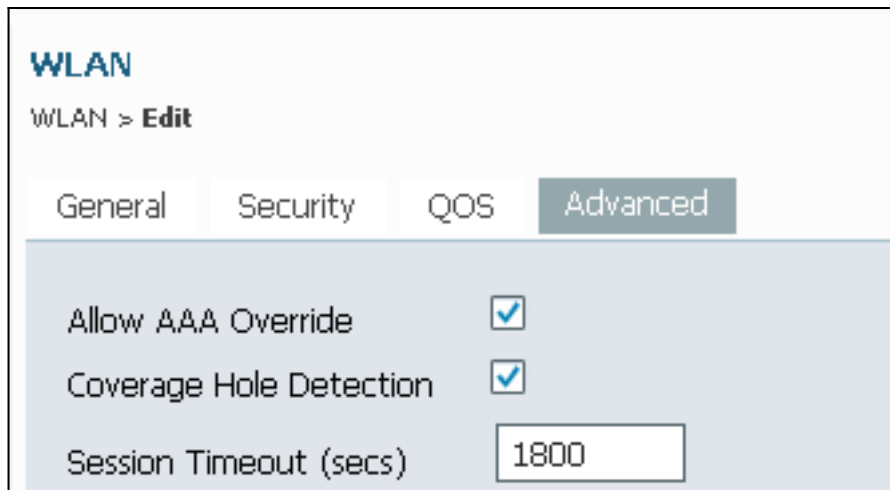 WLAN
WLAN > Edit
General Security QOS Advanced
Allow AAA Override
Coverage Hole Detection
Session Timeout (secs) 1800